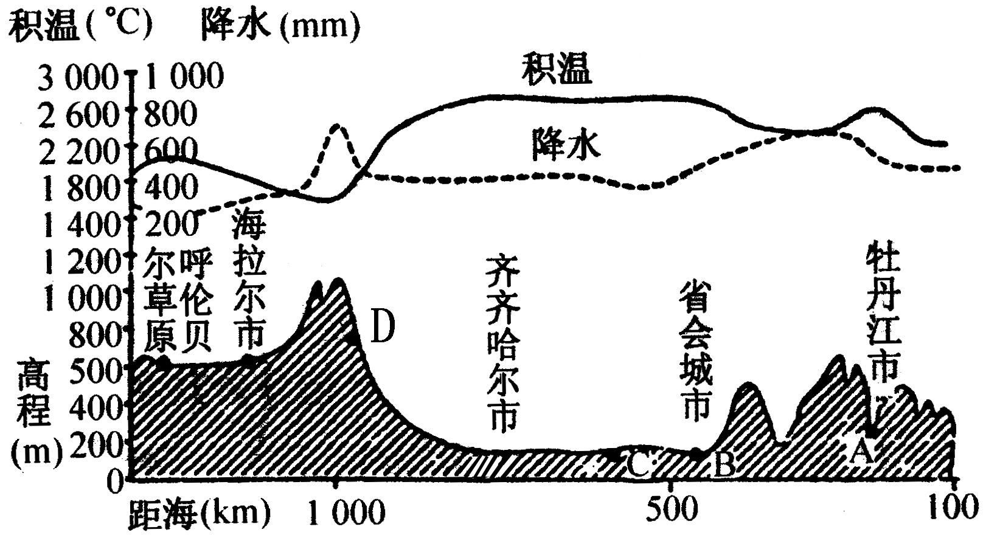 积温(℃) 降水(mm)
3 000 1 000
2 600 800
2 200 600
1 800 400
1 400 200
1 200
1 000
800
500
400
200
0
高程(m)
积温
降水
呼伦贝
尔草原
海拉尔市
D
齐齐哈尔市
省会城市
牡丹江市
C
B
A
距海(km) 1 000 500 100